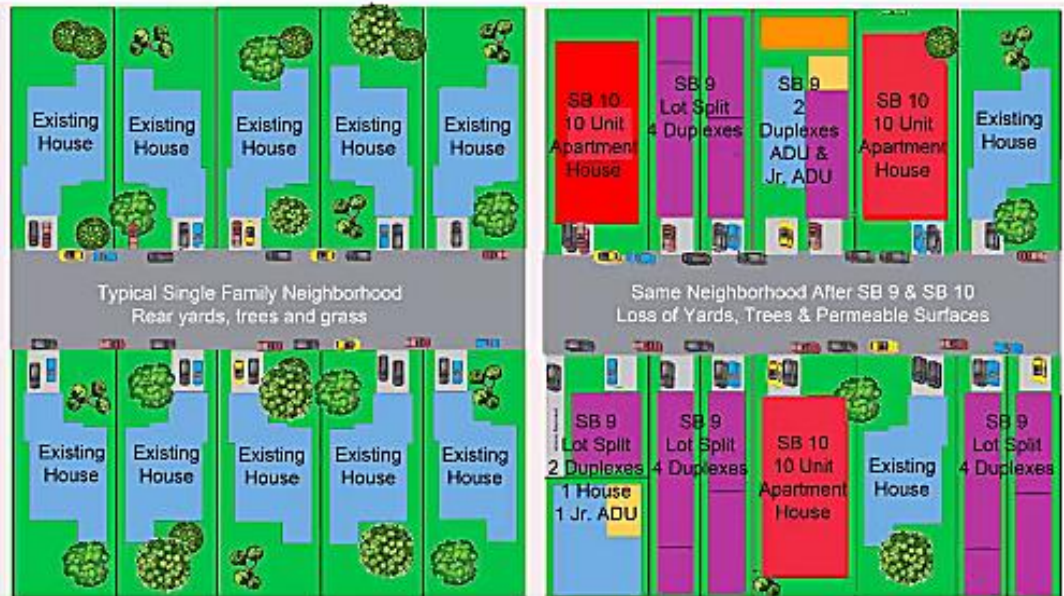 Existing
House
Existing
House
Existing
House
Existing
House
Existing
House
Typical Single Family Neighborhood
Rear yards, trees and grass
Existing
House
Existing
House
Existing
House
Existing
House
Existing
House
SB 10
10 Unit
Apartment
House
SB 9
Lot Split
4 Duplexes
SB 9
2
Duplexes
ADU &
Jr. ADU
SB 10
10 Unit
Apartment
House
Existing
House
Same Neighborhood After SB 9 & SB 10
Loss of Yards, Trees & Permeable Surfaces
SB 9
Lot Split
2 Duplexes
1 House
1 Jr. ADU
SB 9
Lot Split
4 Duplexes
SB 10
10 Unit
Apartment
House
Existing
House
SB 9
Lot Split
4 Duplexes